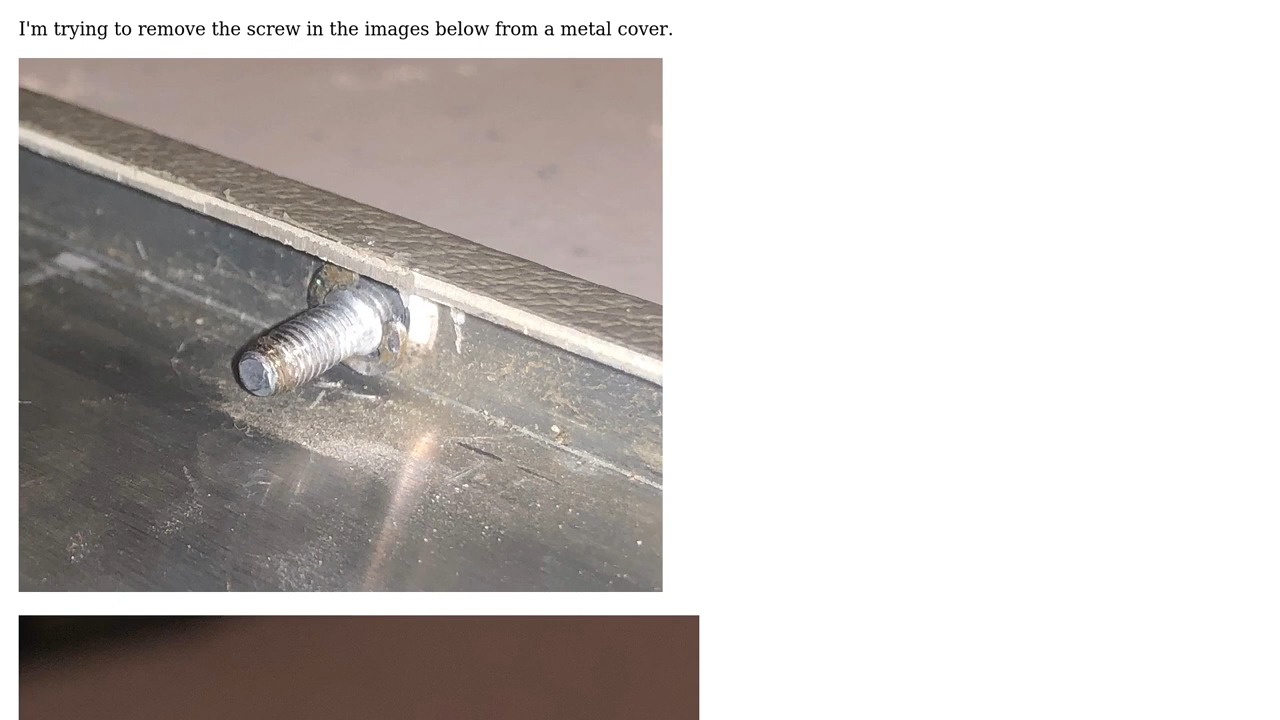 I'm trying to remove the screw in the images below from a metal cover.